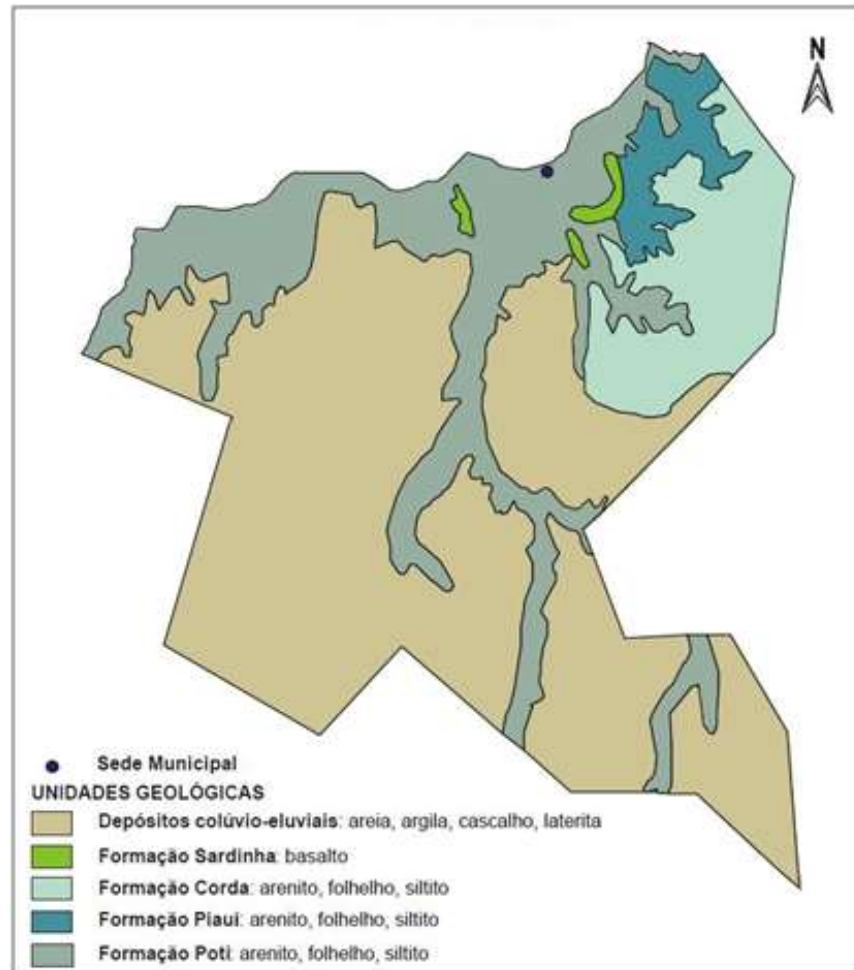 N
Sede Municipal
UNIDADES GEOLÓGICAS
Depósitos colúvio-eluviais: areia, argila, cascalho, laterita
Formação Sardinha: basalto
Formação Corda: arenito, folhelho, siltito
Formação Piauí: arenito, folhelho, siltito
Formação Poti: arenito, folhelho, siltito